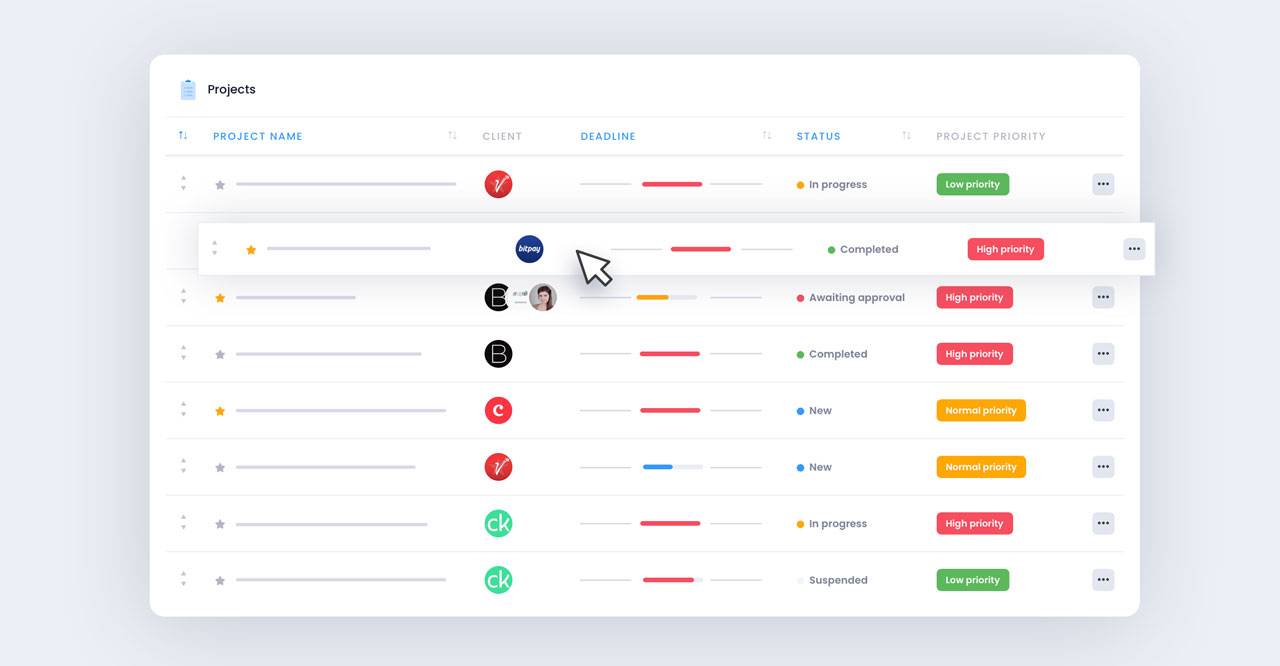 Projects
PROJECT NAME CLIENT DEADLINE STATUS PROJECT PRIORITY
In progress Low priority
bitpay Completed High priority
B Awaiting approval High priority
B Completed High priority
c New Normal priority
V New Normal priority
ck In progress High priority
ck Suspended Low priority